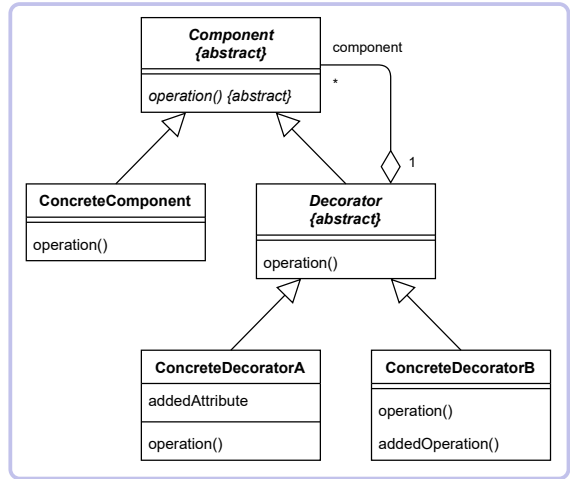 Component
{abstract}
component
*
operation() {abstract}
1
ConcreteComponent
operation()
Decorator
{abstract}
operation()
ConcreteDecoratorA
addedAttribute
operation()
ConcreteDecoratorB
operation()
addedOperation()